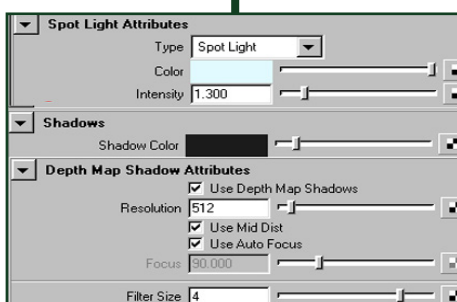 Spot Light Attributes
Type Spot Light
Color
Intensity 1.300
Shadows
Shadow Color
Depth Map Shadow Attributes
Use Depth Map Shadows
Resolution 512
Use Mid Dist
Use Auto Focus
Focus 90.000
Filter Size 4